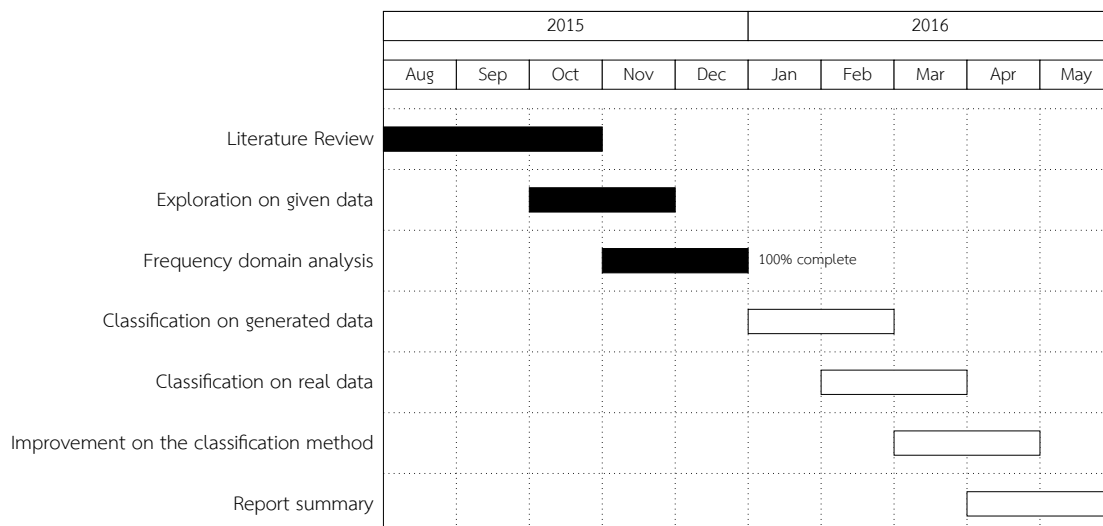 2015 2016
Aug Sep Oct Nov Dec Jan Feb Mar Apr May
Literature Review
Exploration on given data
Frequency domain analysis 100% complete
Classification on generated data
Classification on real data
Improvement on the classification method
Report summary